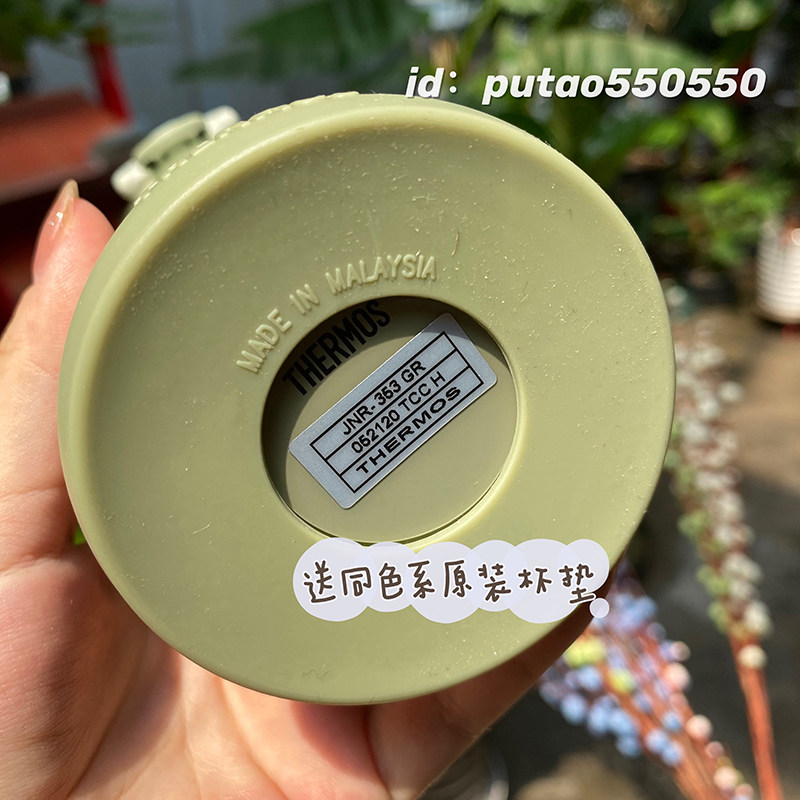 id：putao550550
MADE IN MALAYSIA
THERMOS
JNR- 353 GR
052120 TCC H
THERMOS
送同色系原装杯垫